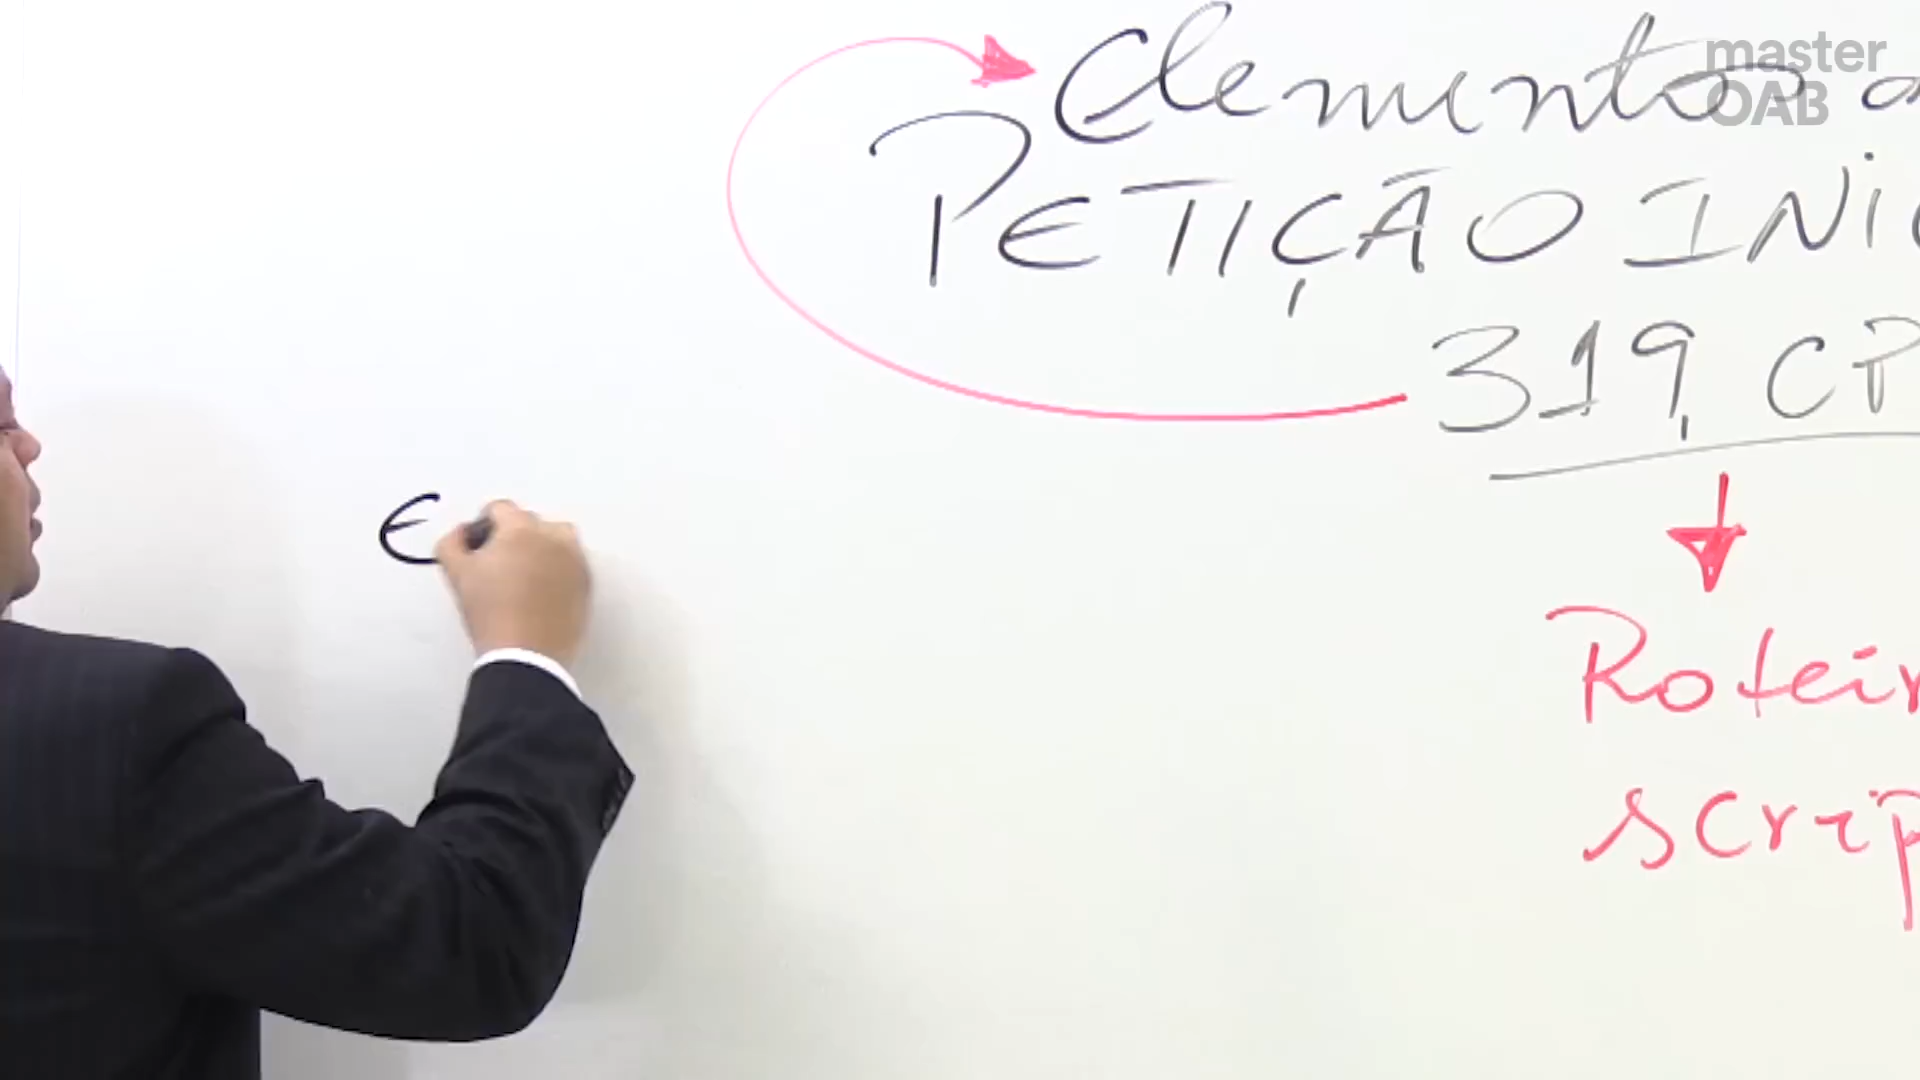 master
OAB
Elementos
PETIÇÃO INIC
319 CP
Roteir
scrip
E